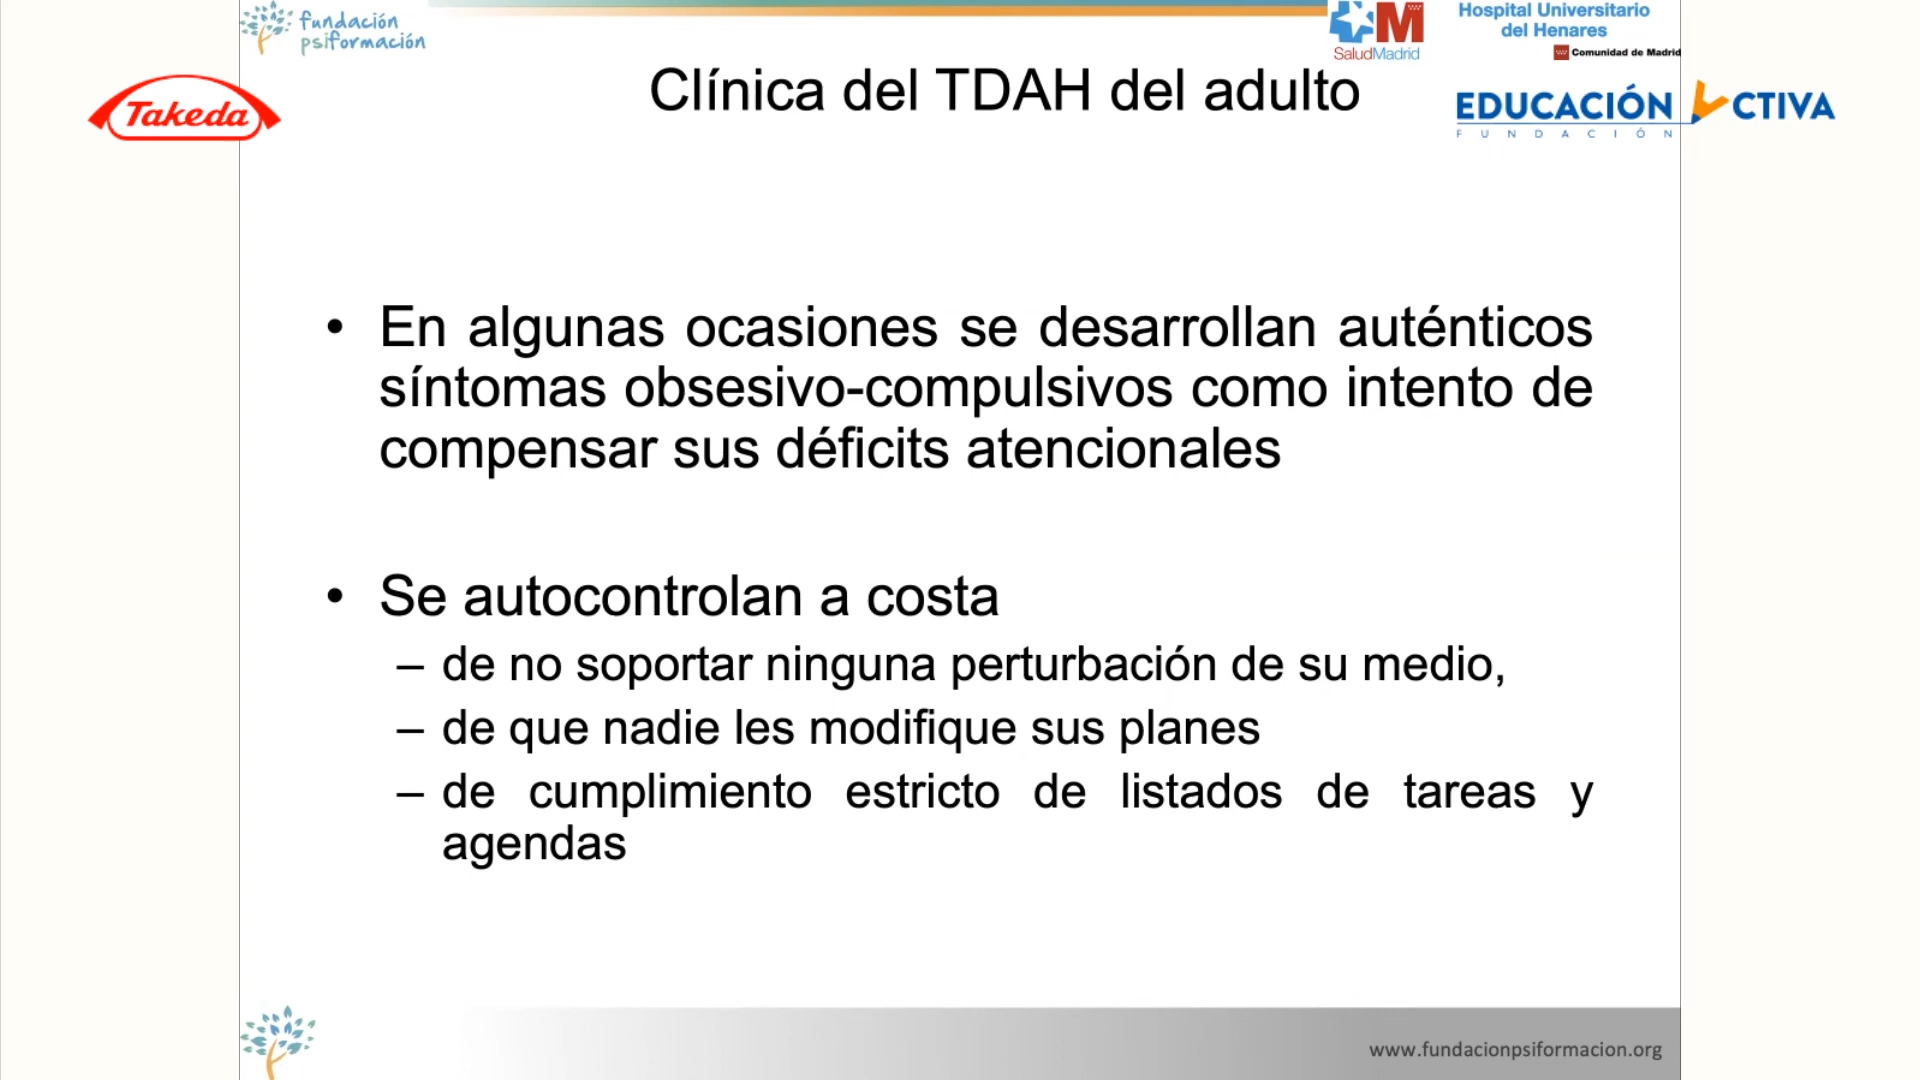 fundación
psiformación
SaludMadrid
Hospital Universitario
del Henares
Comunidad de Madrid
Takeda
Clínica del TDAH del adulto
EDUCACIÓN ACTIVA
FUNDACIÓN
• En algunas ocasiones se desarrollan auténticos
síntomas obsesivo-compulsivos como intento de
compensar sus déficits atencionales
• Se autocontrolan a costa
– de no soportar ninguna perturbación de su medio,
– de que nadie les modifique sus planes
– de cumplimiento estricto de listados de tareas y
agendas
www.fundacionpsiformacion.org